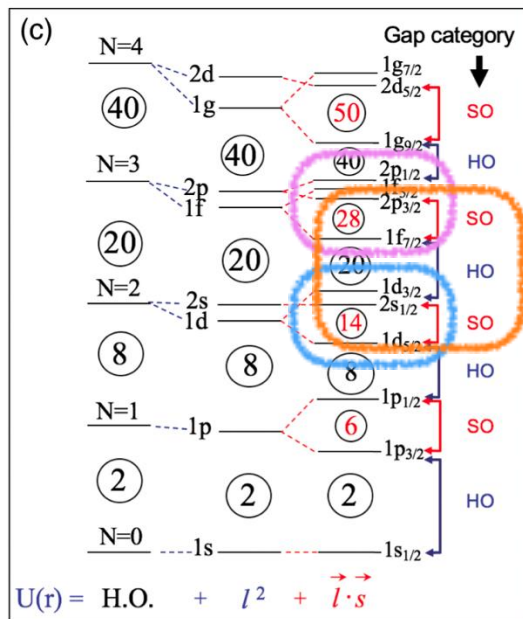 (c)
Gap category
N=4
1g7/2
2d
2d5/2
40
1g
50
SO
1g9/2
40
40
HO
N=3
2p1/2
2p
1f5/2
1f
2p3/2
28
SO
1f7/2
20
20
20
HO
1d3/2
N=2
2s
2s1/2
1d
14
SO
1d5/2
8
8
8
HO
1p1/2
N=1
1p
6
SO
1p3/2
2
2
2
HO
N=0
1s
1s1/2
U(r) = H.O. + l² + l · s